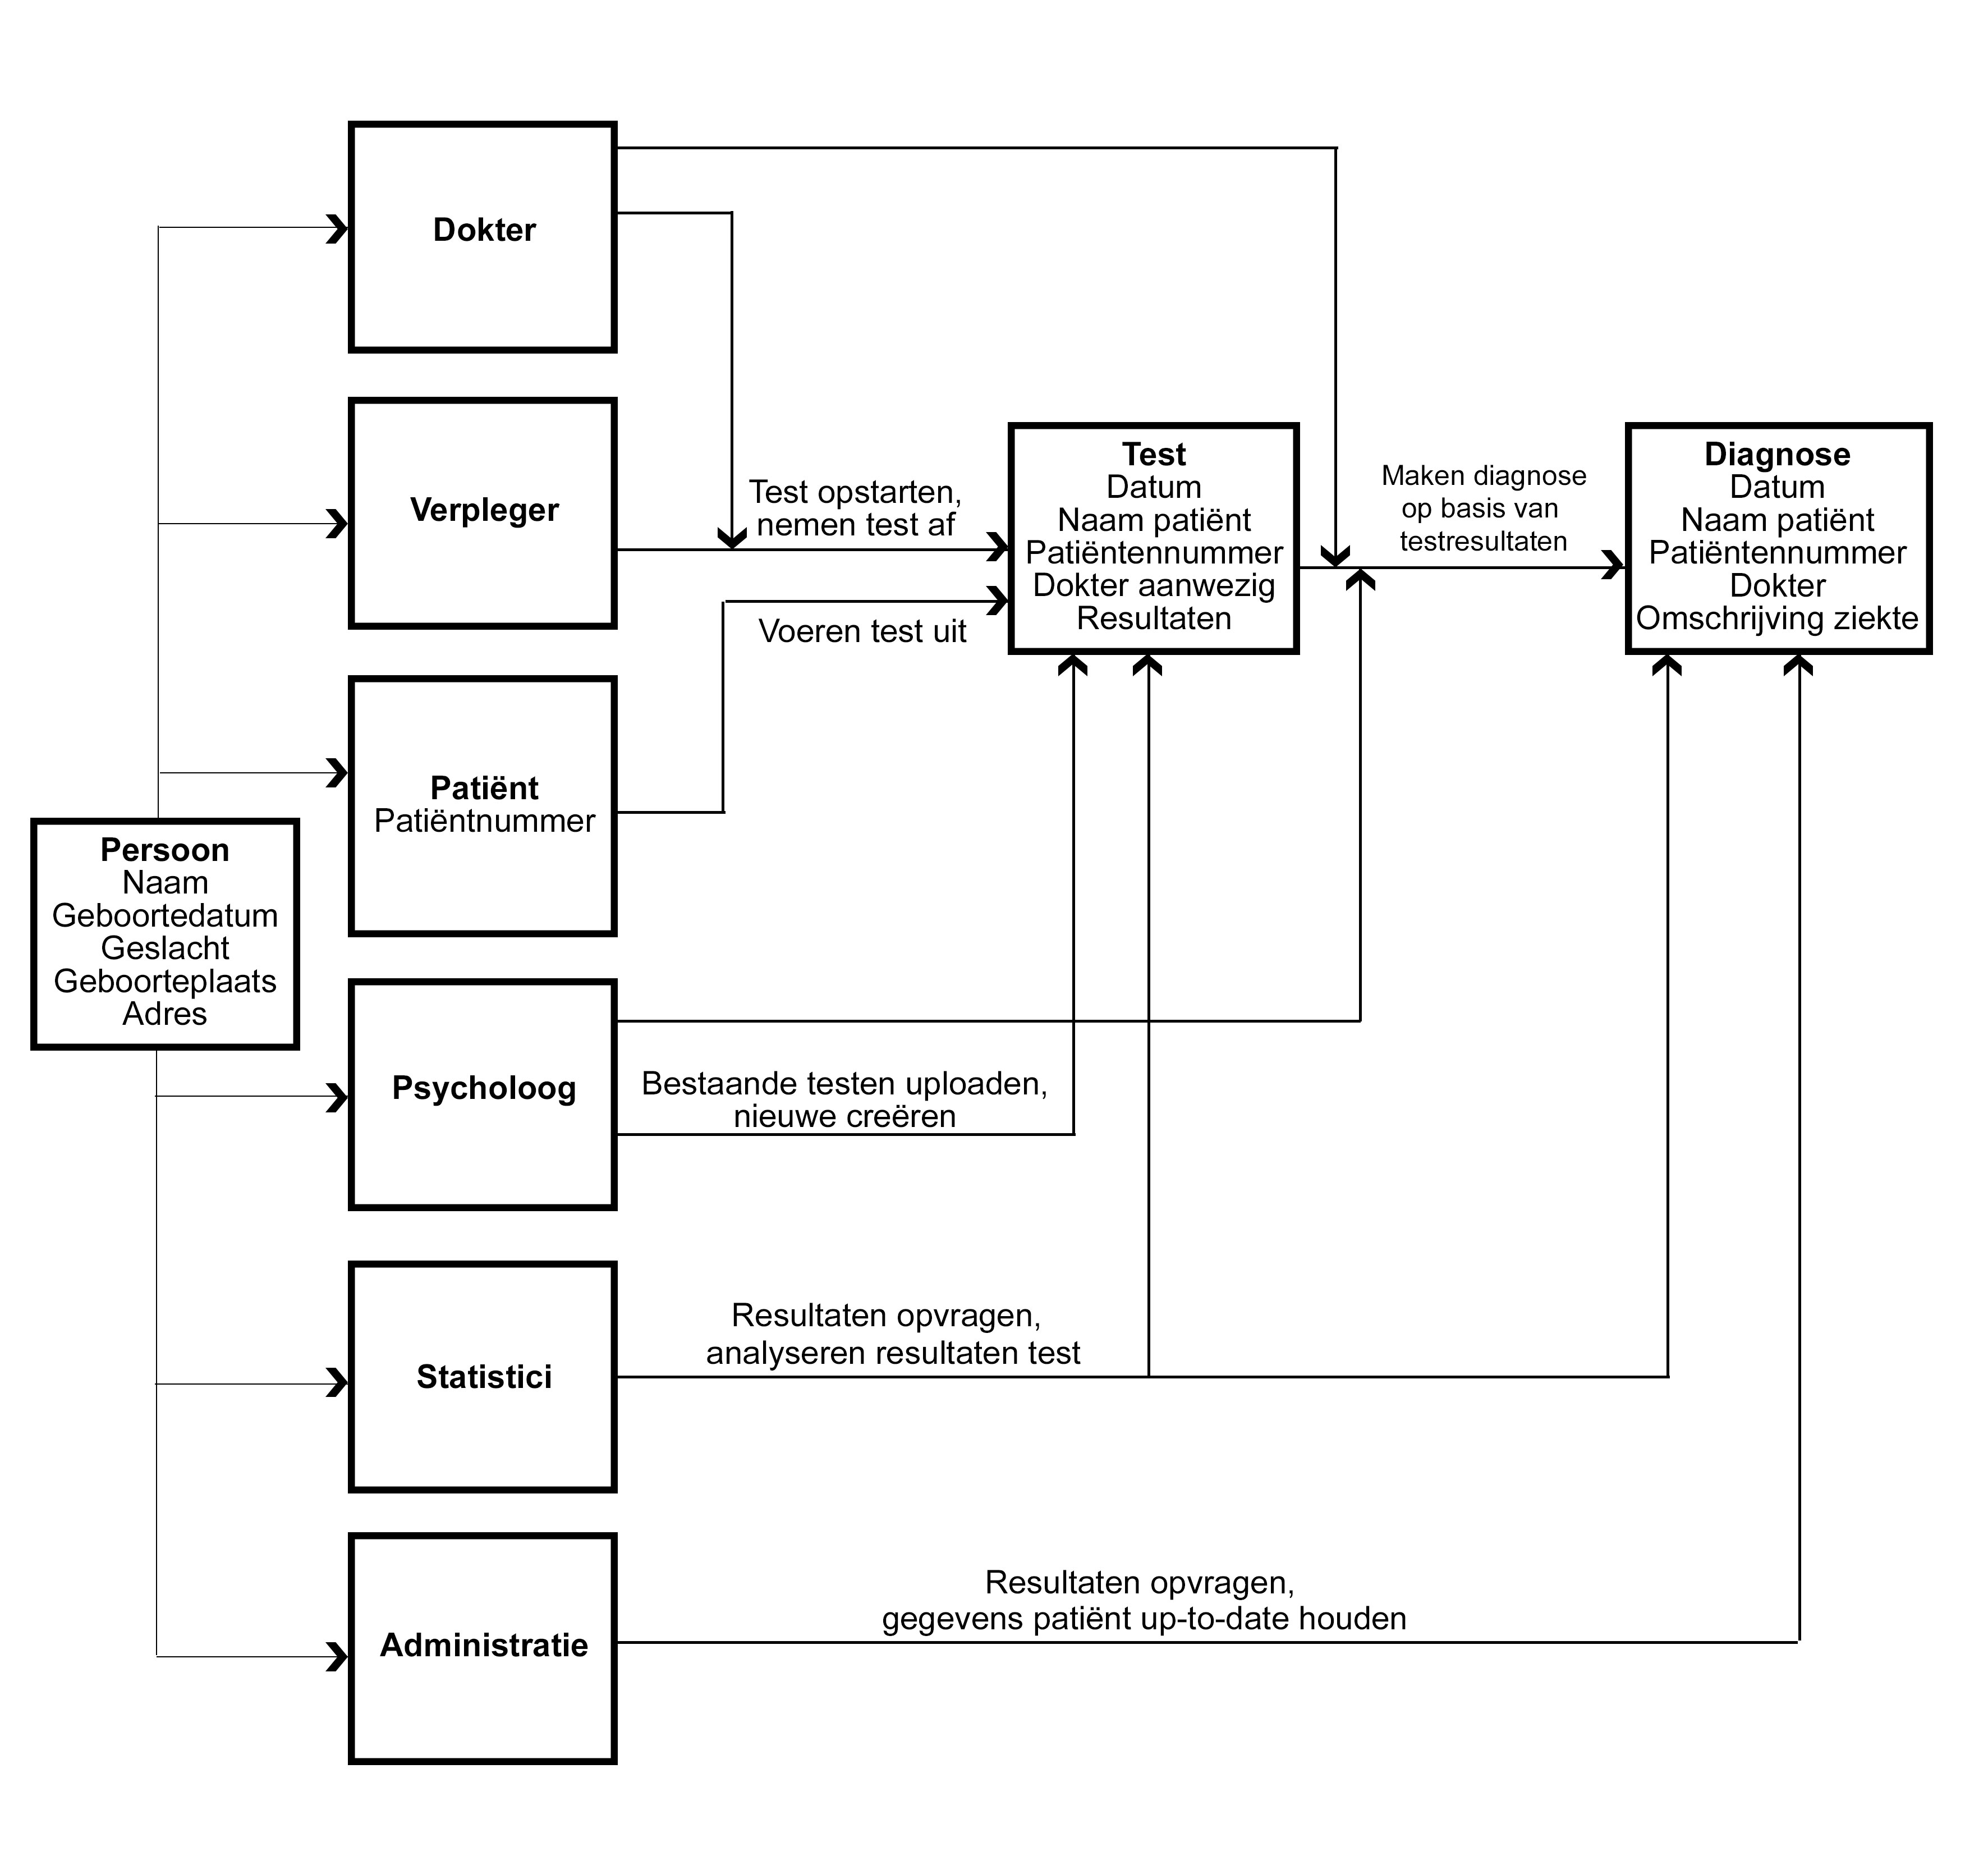 Dokter
Verpleger
Test opstarten,
nemen test af
Voeren test uit
Test
Datum
Naam patiënt
Patiëntennummer
Dokter aanwezig
Resultaten
Maken diagnose
op basis van
testresultaten
Diagnose
Datum
Naam patiënt
Patiëntennummer
Dokter
Omschrijving ziekte
Patiënt
Patiëntnummer
Persoon
Naam
Geboortedatum
Geslacht
Geboorteplaats
Adres
Psycholoog
Bestaande testen uploaden,
nieuwe creëren
Statistici
Resultaten opvragen,
analyseren resultaten test
Administratie
Resultaten opvragen,
gegevens patiënt up-to-date houden